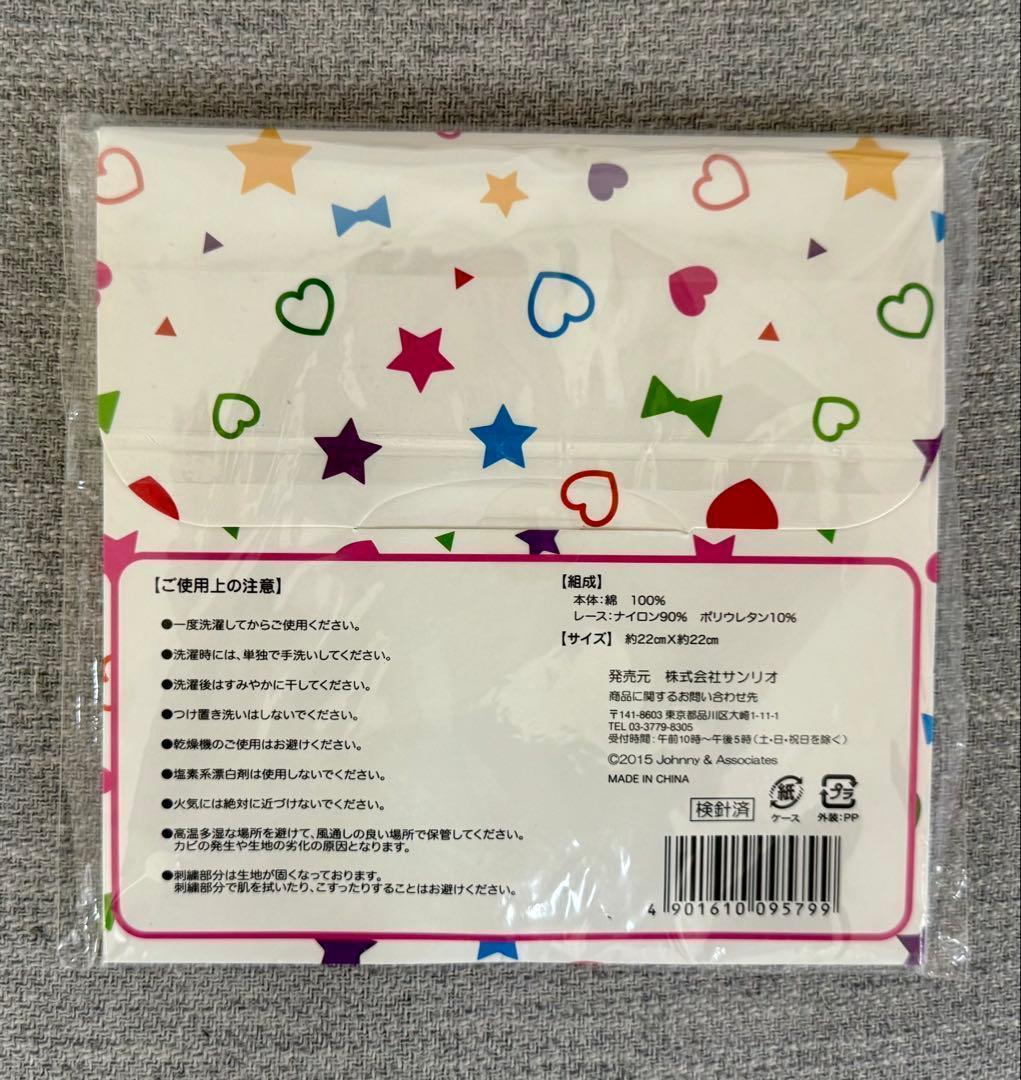 【ご使用上の注意】
●一度洗濯してからご使用ください。
●洗濯時には、単独で手洗いしてください。
●洗濯後はすみやかに干してください。
●つけ置き洗いはしないでください。
●乾燥機のご使用はお避けください。
●塩素系漂白剤は使用しないでください。
●火気には絶対に近づけないでください。
●高温多湿な場所を避けて、風通しの良い場所で保管してください。
カビの発生や生地の劣化の原因となります。
●刺繍部分は生地が固くなっております。
刺繍部分で肌を拭いたり、こすったりすることはお避けください。
【組成】
本体：綿　100%
レース：ナイロン90%　ポリウレタン10%
【サイズ】 約22㎝X約22㎝
発売元　株式会社サンリオ
商品に関するお問い合わせ先
〒141-8603 東京都品川区大崎1-11-1
TEL 03-3779-8305
受付時間：午前10時〜午後5時（土・日・祝日を除く）
©2015 Johnny & Associates
MADE IN CHINA
検針済
紙
ケース
プラ
外装：PP
4 901610 095799